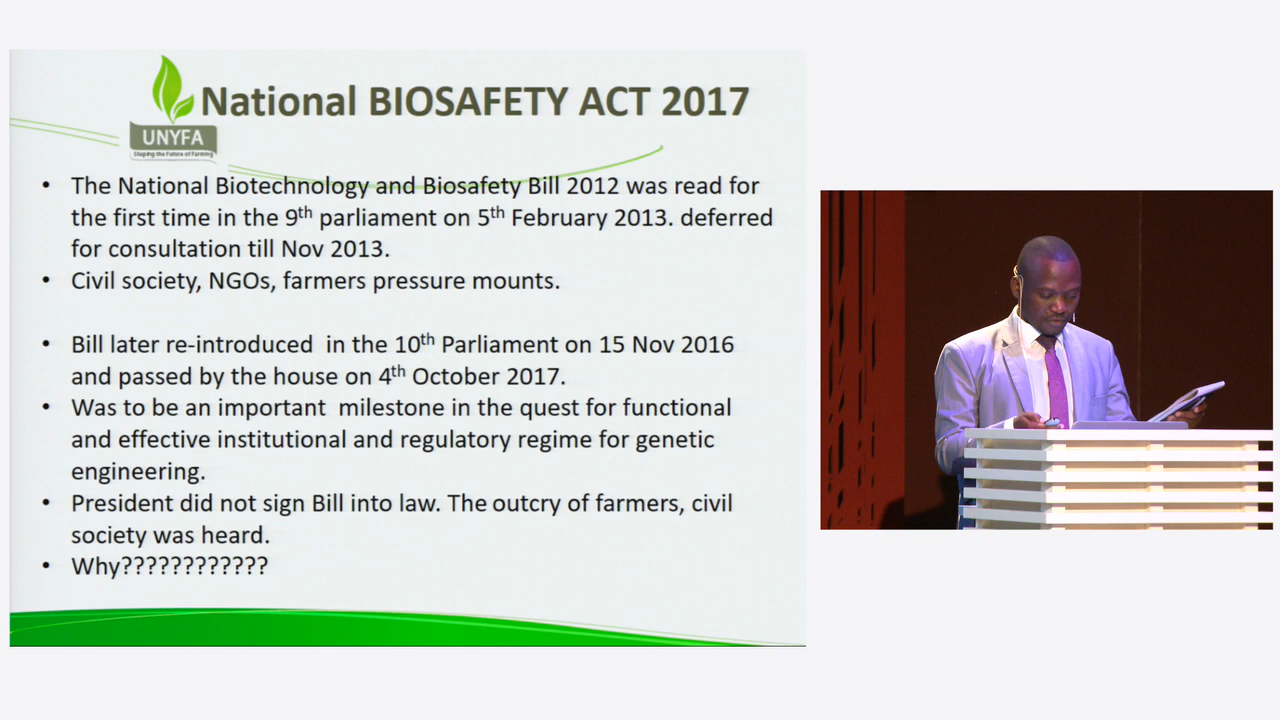 National BIOSAFETY ACT 2017
UNYFA
Shaping the Future of Farming
• The National Biotechnology and Biosafety Bill 2012 was read for
the first time in the 9th parliament on 5th February 2013. deferred
for consultation till Nov 2013.
• Civil society, NGOs, farmers pressure mounts.
• Bill later re-introduced  in the 10th Parliament on 15 Nov 2016
and passed by the house on 4th October 2017.
• Was to be an important  milestone in the quest for functional
and effective institutional and regulatory regime for genetic
engineering.
• President did not sign Bill into law. The outcry of farmers, civil
society was heard.
• Why????????????